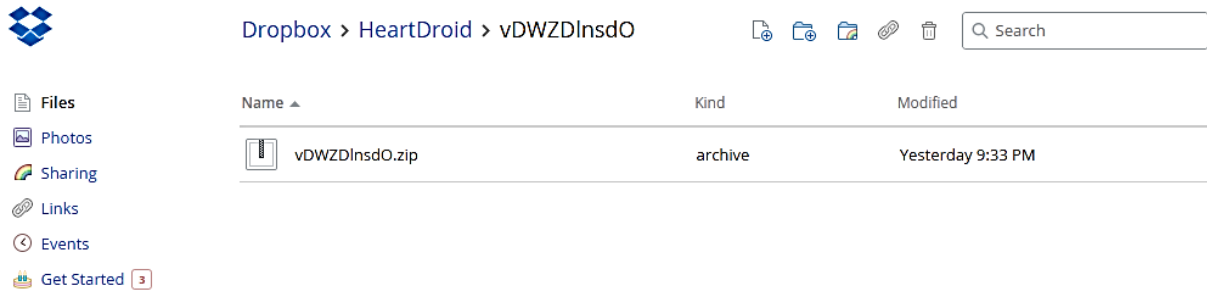 Dropbox > HeartDroid > vDWZDlnsdO
Search
Files
Photos
Sharing
Links
Events
Get Started 3
Name Kind Modified
vDWZDlnsdO.zip archive Yesterday 9:33 PM